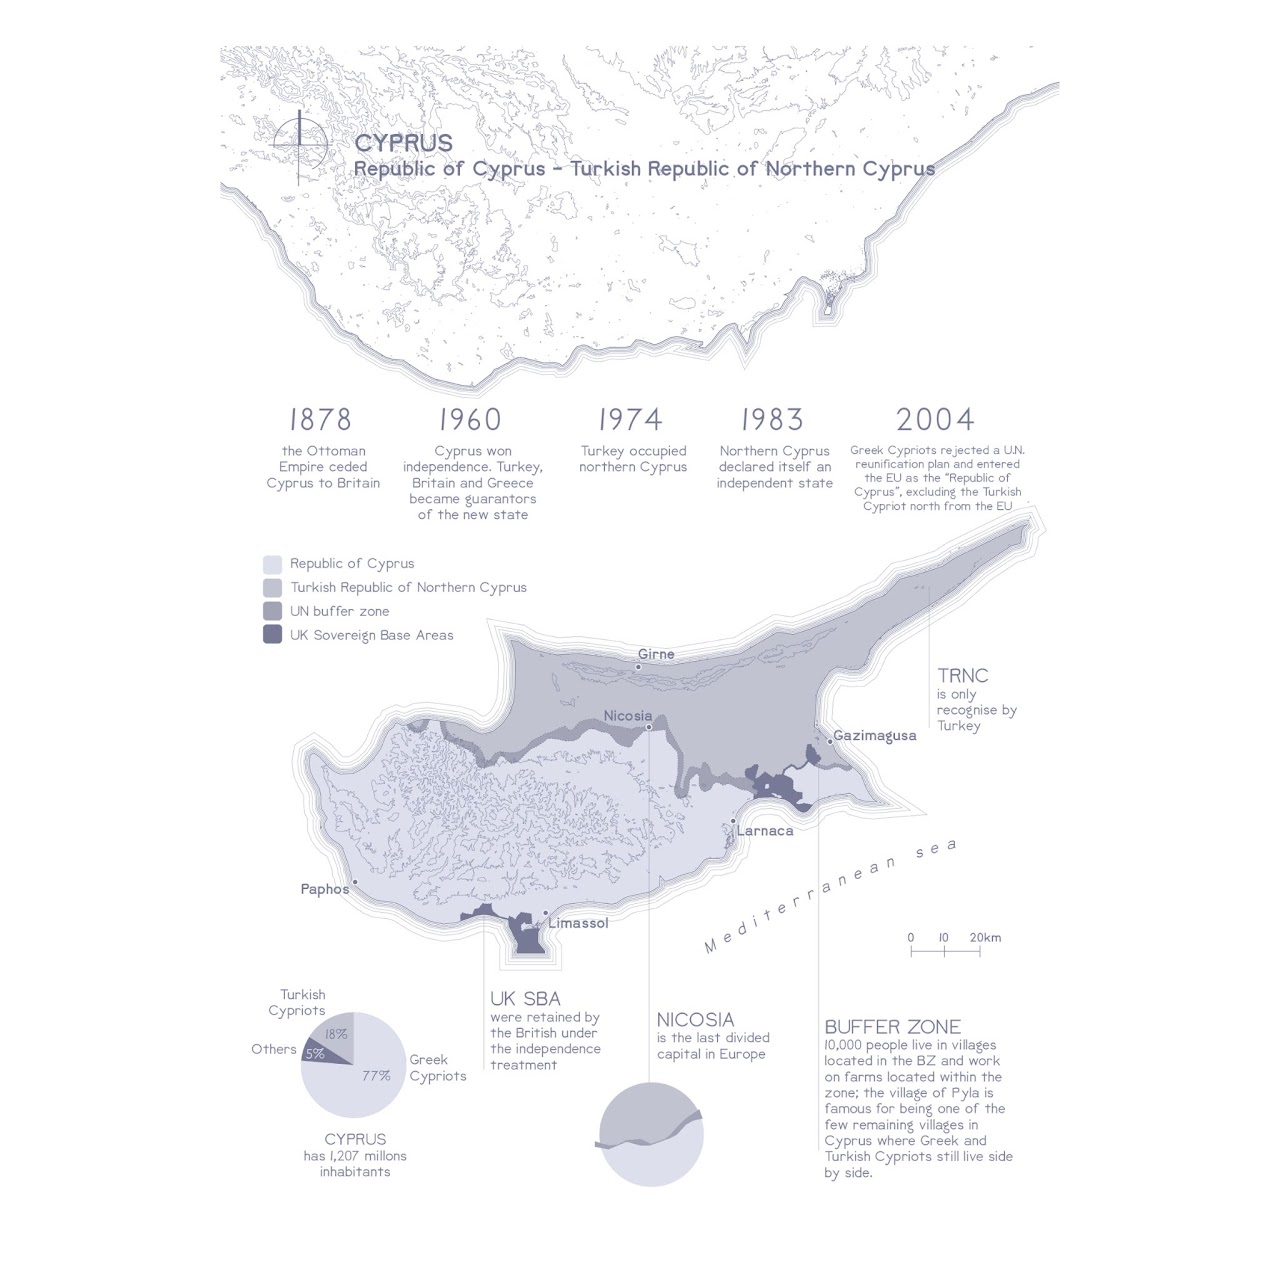 CYPRUS
Republic of Cyprus - Turkish Republic of Northern Cyprus
1878
the Ottoman
Empire ceded
Cyprus to Britain
1960
Cyprus won
independence. Turkey,
Britain and Greece
became guarantors
of the new state
1974
Turkey occupied
northern Cyprus
1983
Northern Cyprus
declared itself an
independent state
2004
Greek Cypriots rejected a U.N.
reunification plan and entered
the EU as the "Republic of
Cyprus", excluding the Turkish
Cypriot north from the EU
Republic of Cyprus
Turkish Republic of Northern Cyprus
UN buffer zone
UK Sovereign Base Areas
Girne
Nicosia
Gazimagusa
TRNC
is only
recognise by
Turkey
Larnaca
Paphos
Limassol
Mediterranean sea
0 10 20km
Turkish
Cypriots
18%
Others
5%
Greek
Cypriots
77%
CYPRUS
has 1,207 millons
inhabitants
UK SBA
were retained by
the British under
the independence
treatment
NICOSIA
is the last divided
capital in Europe
BUFFER ZONE
10,000 people live in villages
located in the BZ and work
on farms located within the
zone; the village of Pyla is
famous for being one of the
few remaining villages in
Cyprus where Greek and
Turkish Cypriots still live side
by side.